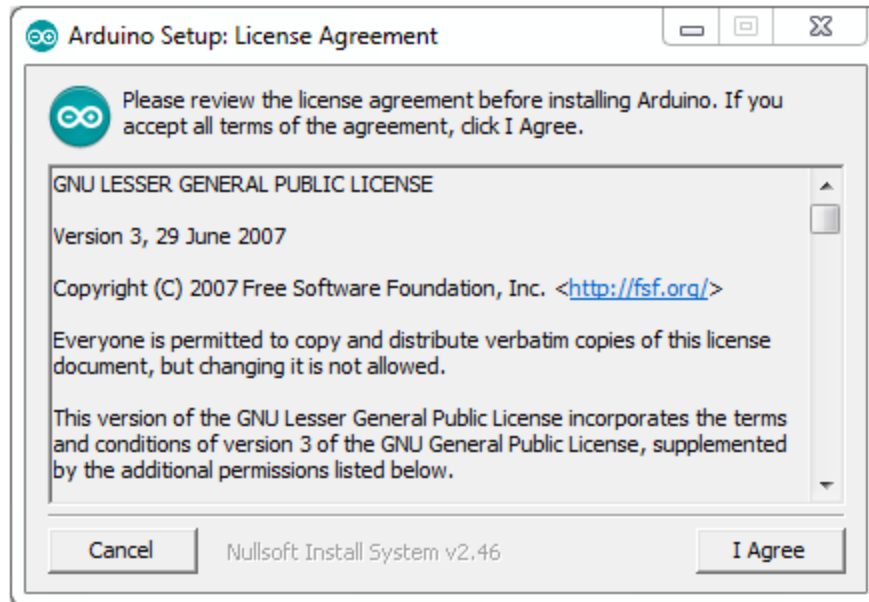 Arduino Setup: License Agreement
Please review the license agreement before installing Arduino. If you
accept all terms of the agreement, click I Agree.
GNU LESSER GENERAL PUBLIC LICENSE
Version 3, 29 June 2007
Copyright (C) 2007 Free Software Foundation, Inc. <http://fsf.org/>
Everyone is permitted to copy and distribute verbatim copies of this license
document, but changing it is not allowed.
This version of the GNU Lesser General Public License incorporates the terms
and conditions of version 3 of the GNU General Public License, supplemented
by the additional permissions listed below.
Cancel
Nullsoft Install System v2.46
I Agree